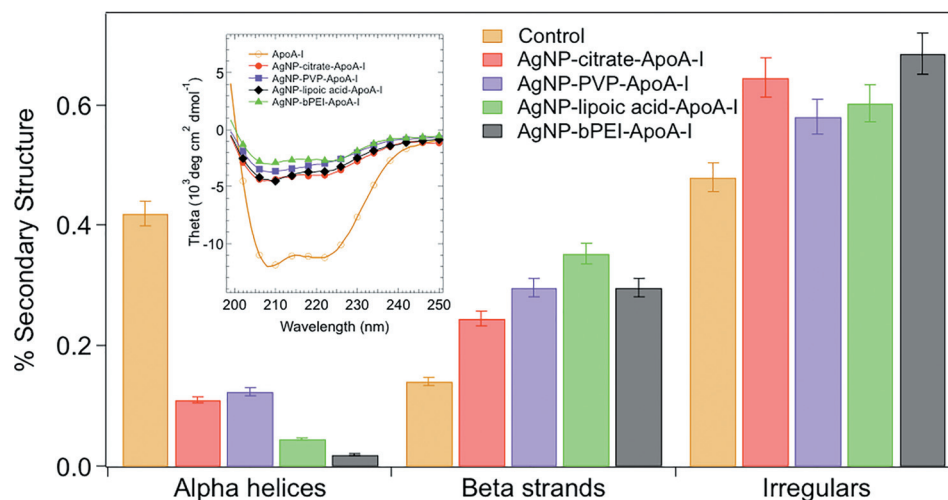 % Secondary Structure
0.6
0.4
0.2
0.0
Alpha helices
Beta strands
Irregulars
Control
AgNP-citrate-ApoA-I
AgNP-PVP-ApoA-I
AgNP-lipoic acid-ApoA-I
AgNP-bPEI-ApoA-I
Theta (10³deg cm² dmol⁻¹)
5
0
-5
-10
200 210 220 230 240 250
Wavelength (nm)
ApoA-I
AgNP-citrate-ApoA-I
AgNP-PVP-ApoA-I
AgNP-lipoic acid-ApoA-I
AgNP-bPEI-ApoA-I